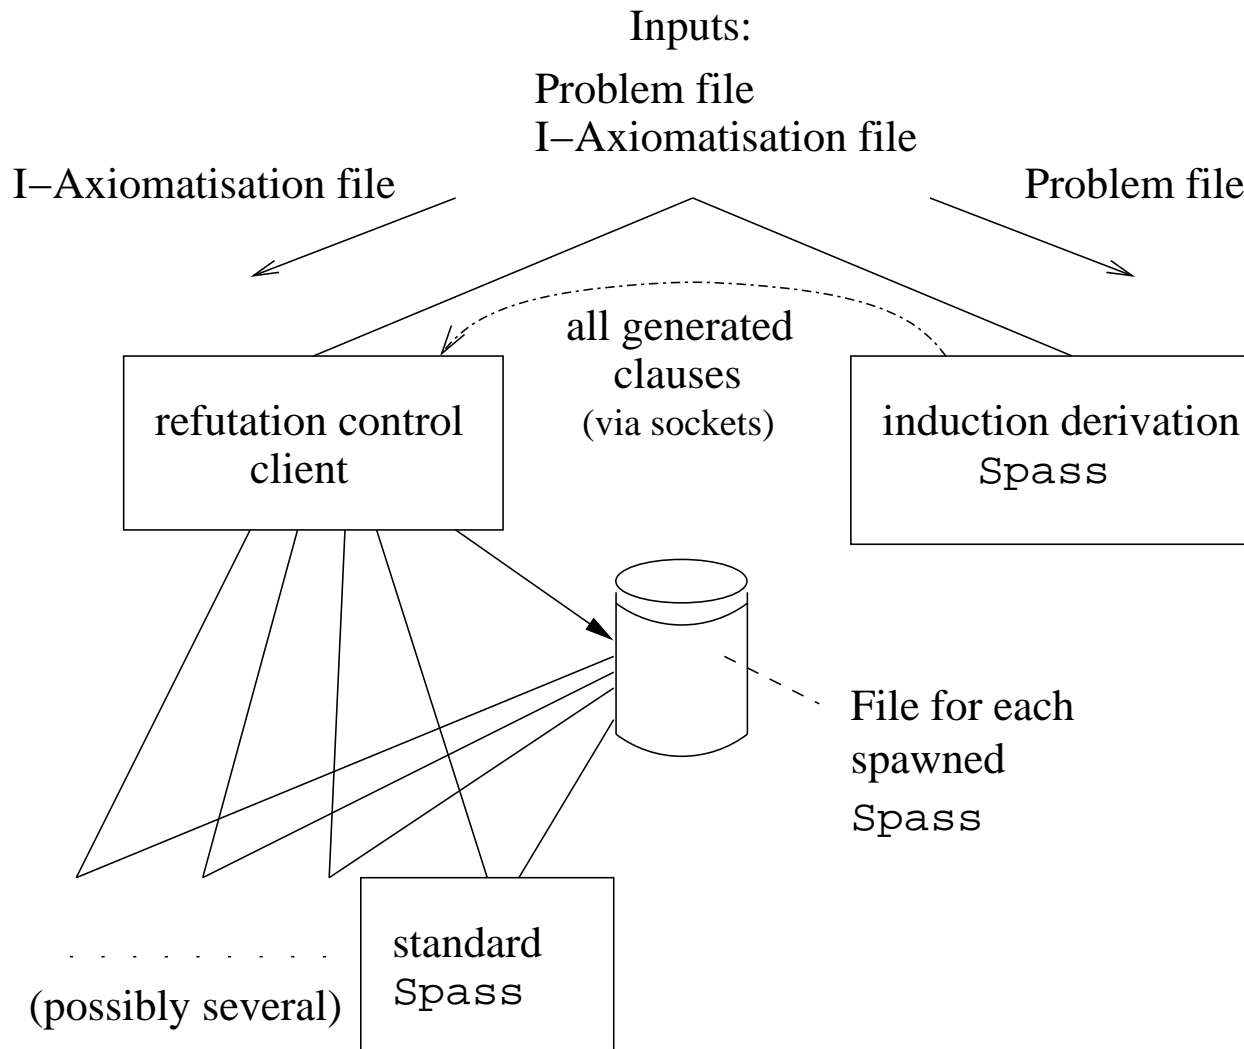 Inputs:
Problem file
I–Axiomatisation file
I–Axiomatisation file
Problem file
all generated
clauses
(via sockets)
refutation control
client
induction derivation
Spass
File for each
spawned
Spass
standard
Spass
(possibly several)